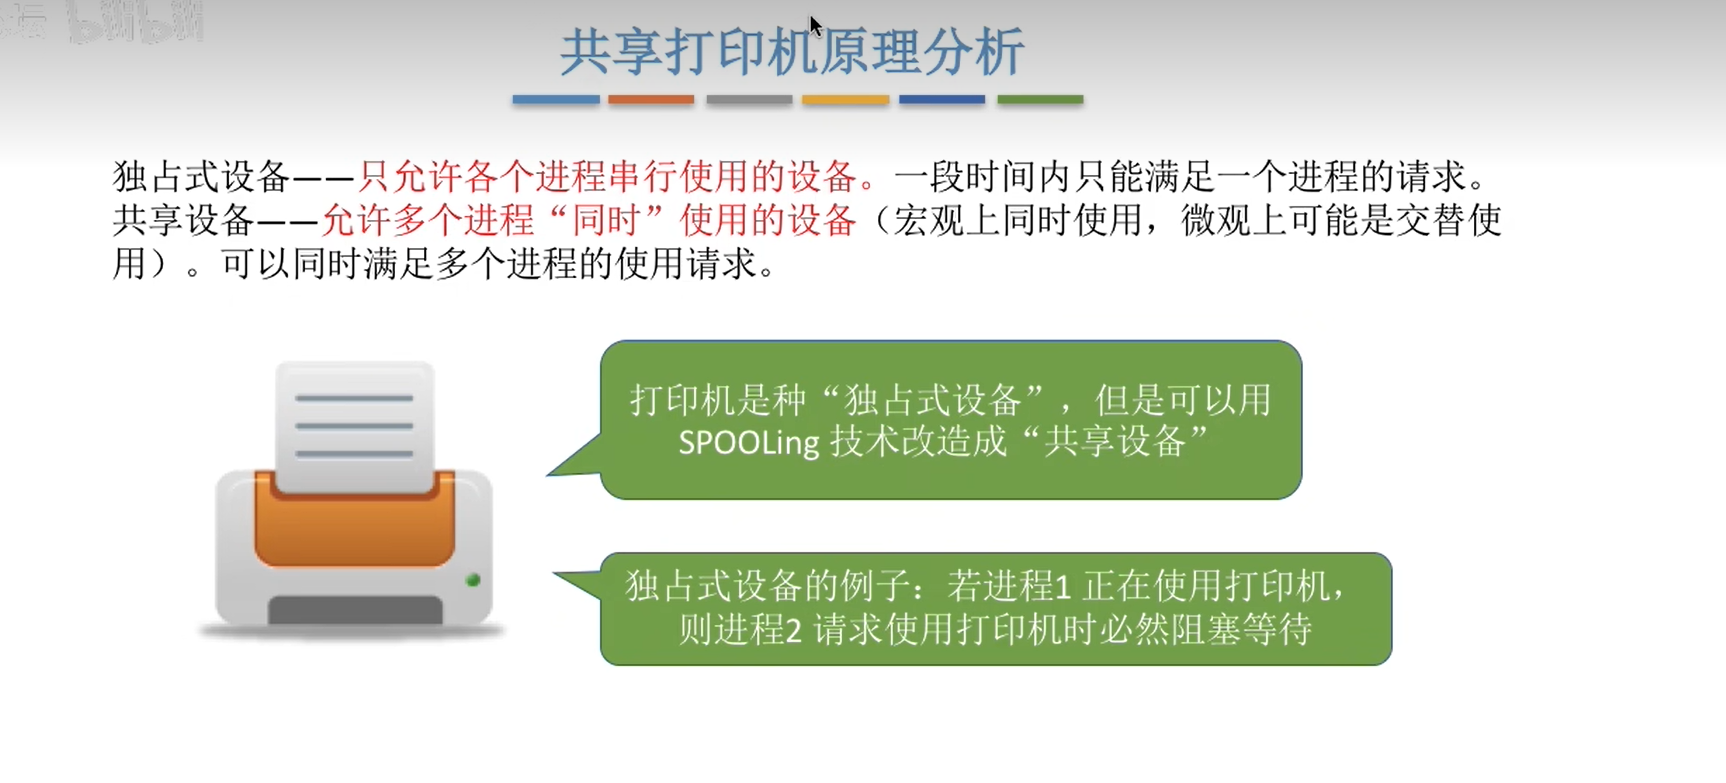 坛 bilibili
共享打印机原理分析
独占式设备——只允许各个进程串行使用的设备。一段时间内只能满足一个进程的请求。
共享设备——允许多个进程“同时”使用的设备（宏观上同时使用，微观上可能是交替使
用）。可以同时满足多个进程的使用请求。
打印机是种“独占式设备”，但是可以用
SPOOLing 技术改造成“共享设备”
独占式设备的例子：若进程1 正在使用打印机，
则进程2 请求使用打印机时必然阻塞等待